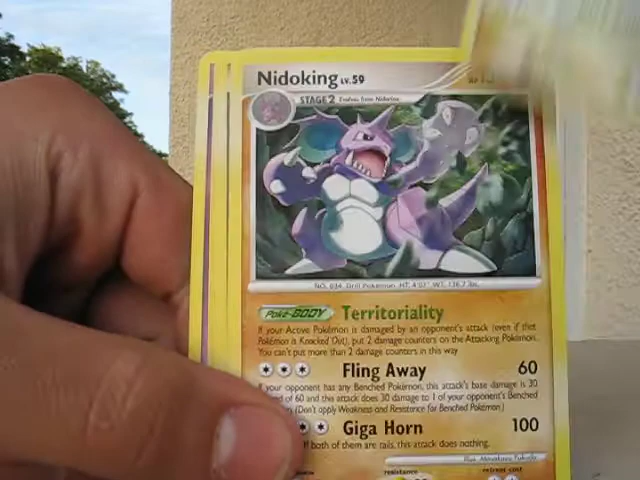 Nidoking LV.59
STAGE2 Evolves from Nidorino
NO. 034 Drill Pokémon HT: 4'07" WT: 136.7 lbs.
Poké-BODY Territoriality
If your Active Pokémon is damaged by an opponent's attack (even if that
Pokémon is Knocked Out), put 2 damage counters on the Attacking Pokémon.
You can't put more than 2 damage counters in this way
Fling Away 60
If your opponent has any Benched Pokémon, this attack's base damage is 30
of 60 and this attack does 30 damage to 1 of your opponent's Benched
(Don't apply Weakness and Resistance for Benched Pokémon.)
Giga Horn 100
If both of them are tails, this attack does nothing.
Illus.
resistance retreat cost